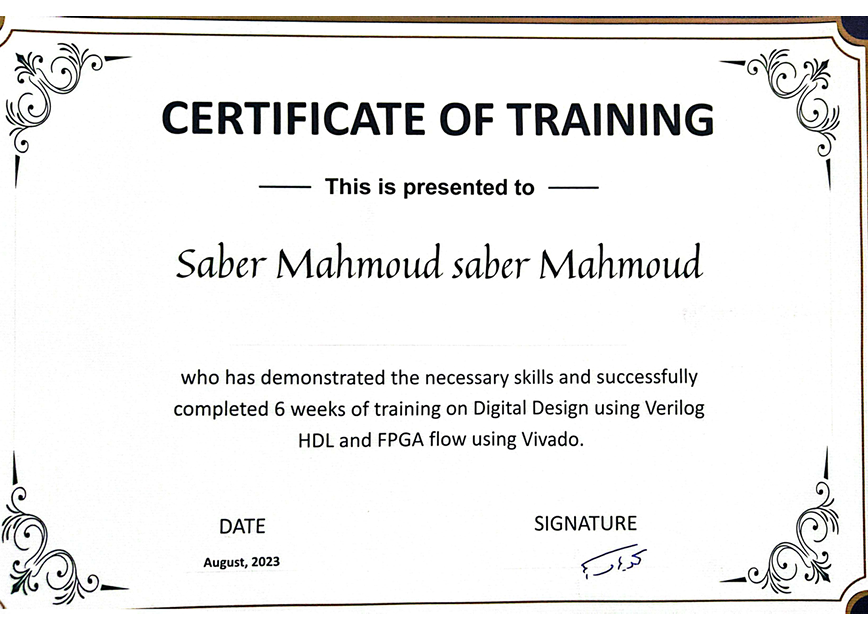 CERTIFICATE OF TRAINING
This is presented to
Saber Mahmoud saber Mahmoud
who has demonstrated the necessary skills and successfully
completed 6 weeks of training on Digital Design using Verilog
HDL and FPGA flow using Vivado.
DATE
SIGNATURE
August, 2023